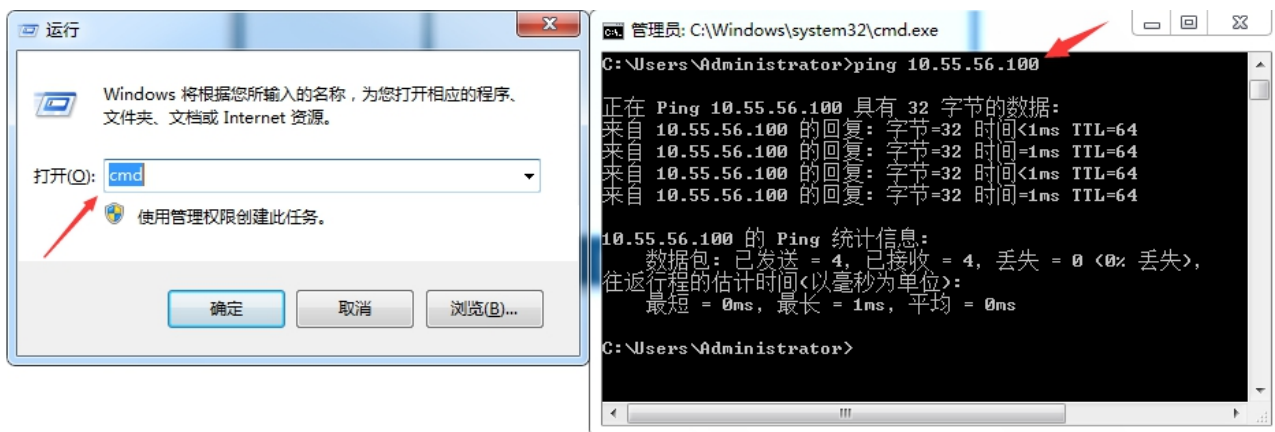 运行
Windows 将根据您所输入的名称，为您打开相应的程序、
文件夹、文档或 Internet 资源。
打开(O):
cmd
使用管理权限创建此任务。
确定
取消
浏览(B)...
管理员: C:\Windows\system32\cmd.exe
C:\Users\Administrator>ping 10.55.56.100
正在 Ping 10.55.56.100 具有 32 字节的数据:
来自 10.55.56.100 的回复: 字节=32 时间<1ms TTL=64
来自 10.55.56.100 的回复: 字节=32 时间=1ms TTL=64
来自 10.55.56.100 的回复: 字节=32 时间<1ms TTL=64
来自 10.55.56.100 的回复: 字节=32 时间=1ms TTL=64
10.55.56.100 的 Ping 统计信息:
数据包: 已发送 = 4，已接收 = 4，丢失 = 0 (0% 丢失)，
往返行程的估计时间(以毫秒为单位):
最短 = 0ms，最长 = 1ms，平均 = 0ms
C:\Users\Administrator>